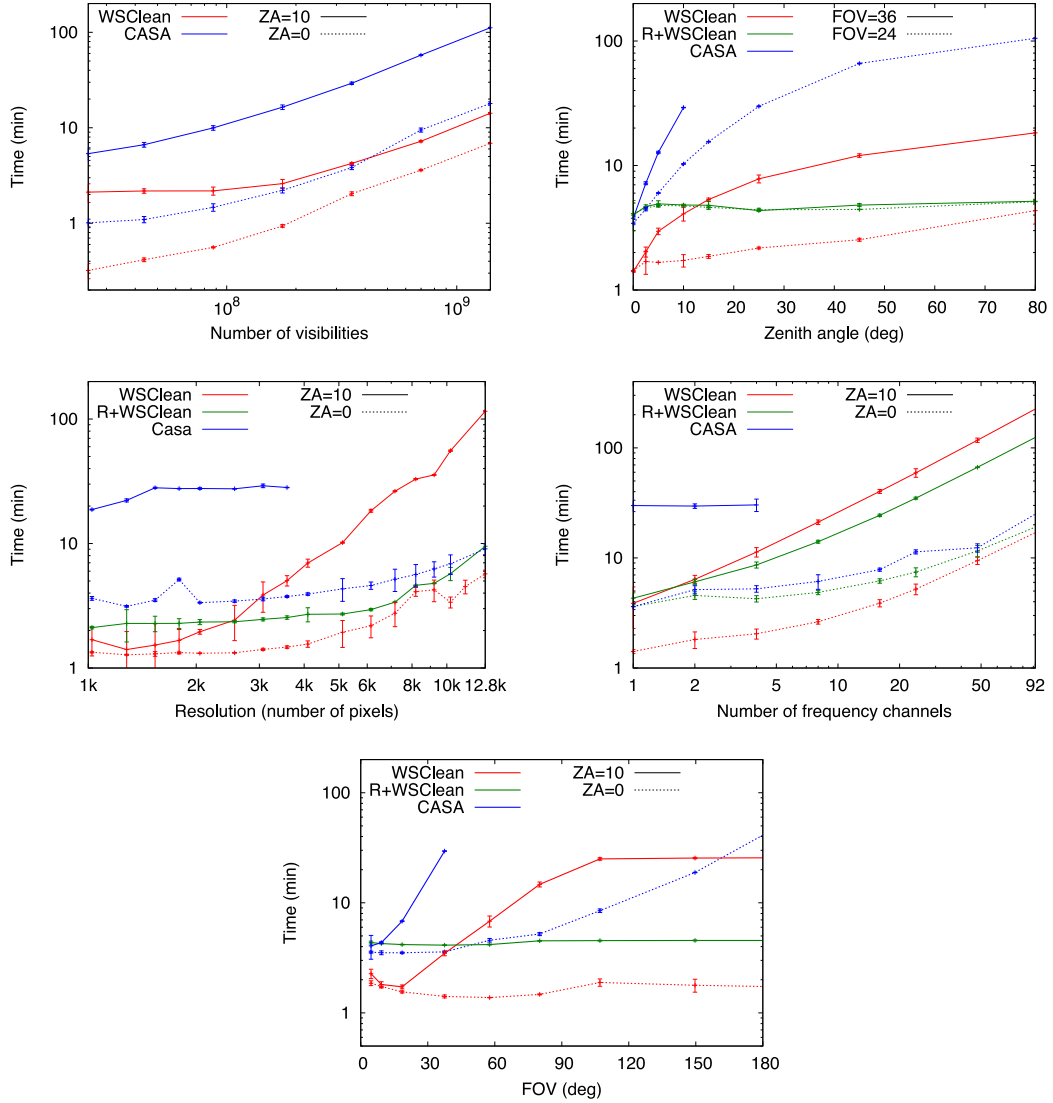 WSClean
CASA
ZA=10
ZA=0
100
10
1
Time (min)
10^8
10^9
Number of visibilities
WSClean
R+WSClean
CASA
FOV=36
FOV=24
100
10
1
Time (min)
0 10 20 30 40 50 60 70 80
Zenith angle (deg)
WSClean
R+WSClean
Casa
ZA=10
ZA=0
100
10
1
Time (min)
1k 2k 3k 4k 5k 6k 8k 10k 12.8k
Resolution (number of pixels)
WSClean
R+WSClean
CASA
ZA=10
ZA=0
100
10
1
Time (min)
1 2 5 10 20 50 92
Number of frequency channels
WSClean
R+WSClean
CASA
ZA=10
ZA=0
100
10
1
Time (min)
0 30 60 90 120 150 180
FOV (deg)